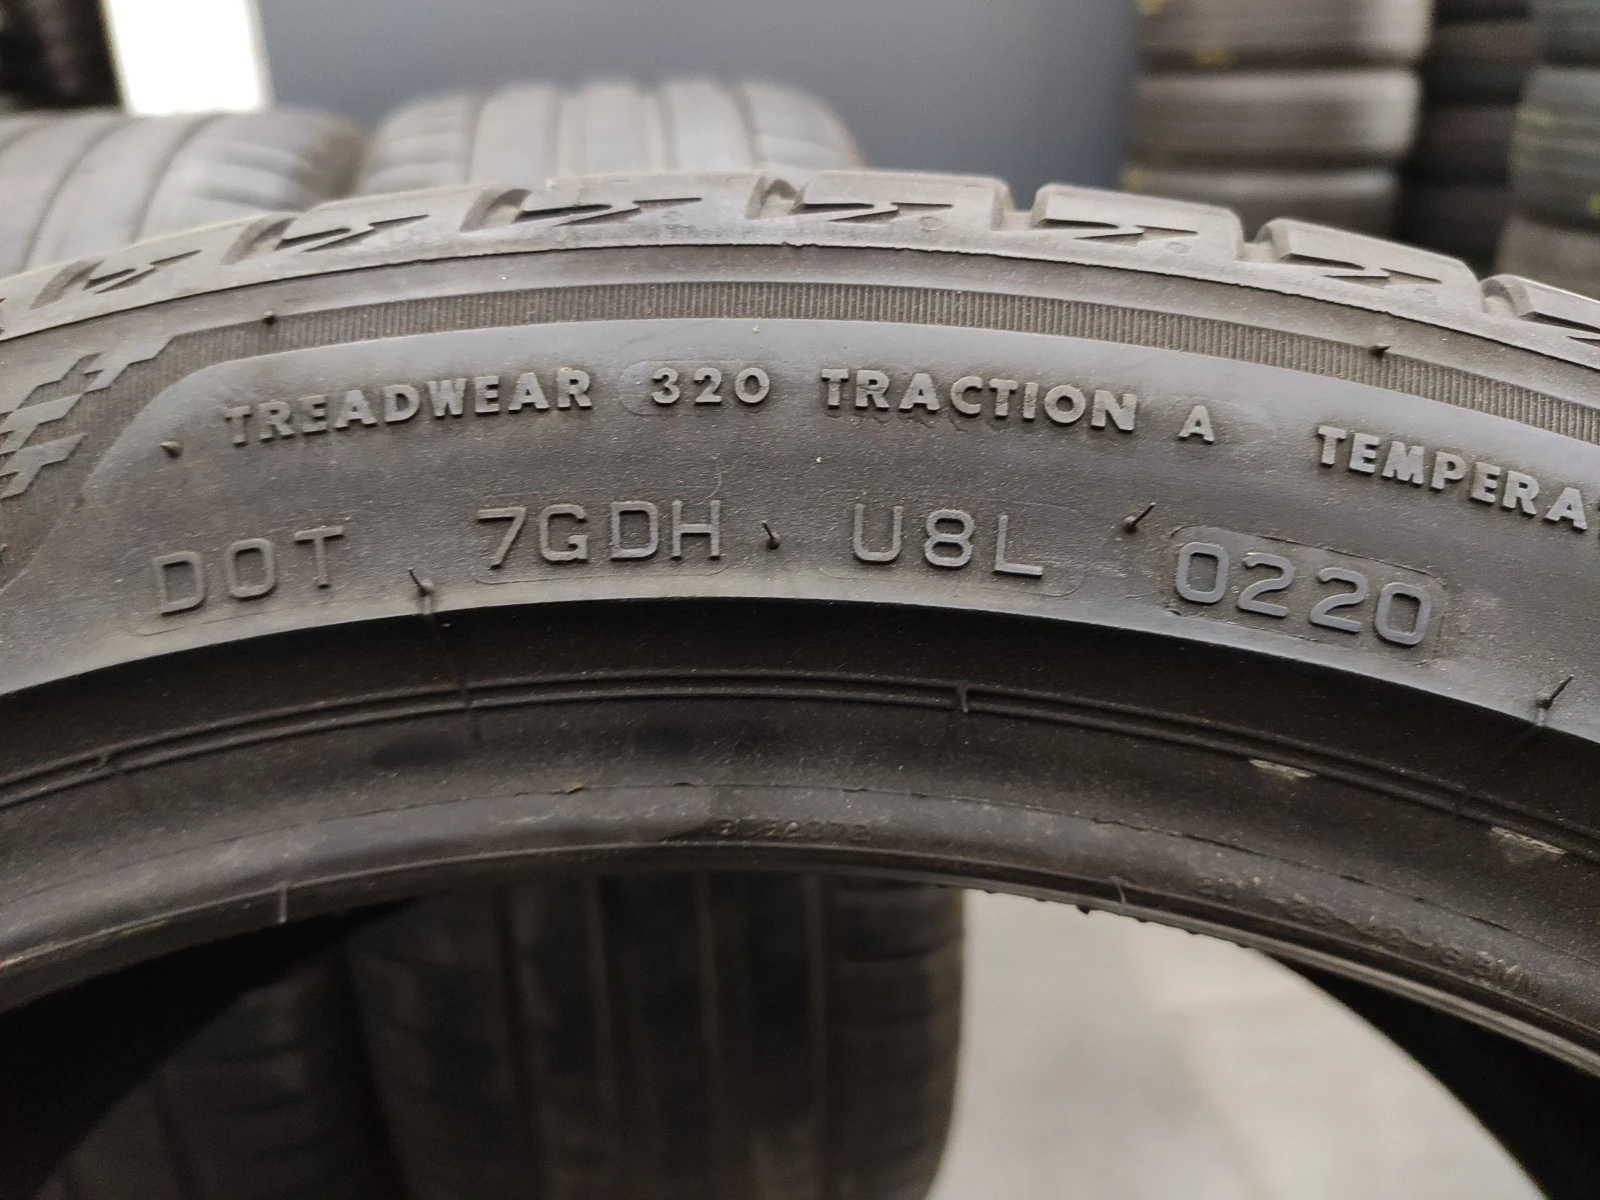 TREADWEAR 320 TRACTION A TEMPERA
DOT 7GDH U8L 0220